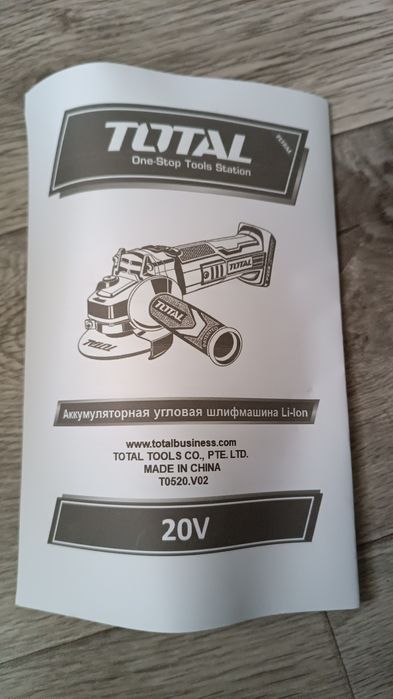 TOTAL
One-Stop Tools Station
TOTAL
TOTAL
TOTAL
Аккумуляторная угловая шлифмашина Li-Ion
www.totalbusiness.com
TOTAL TOOLS CO., PTE. LTD.
MADE IN CHINA
T0520.V02
20V